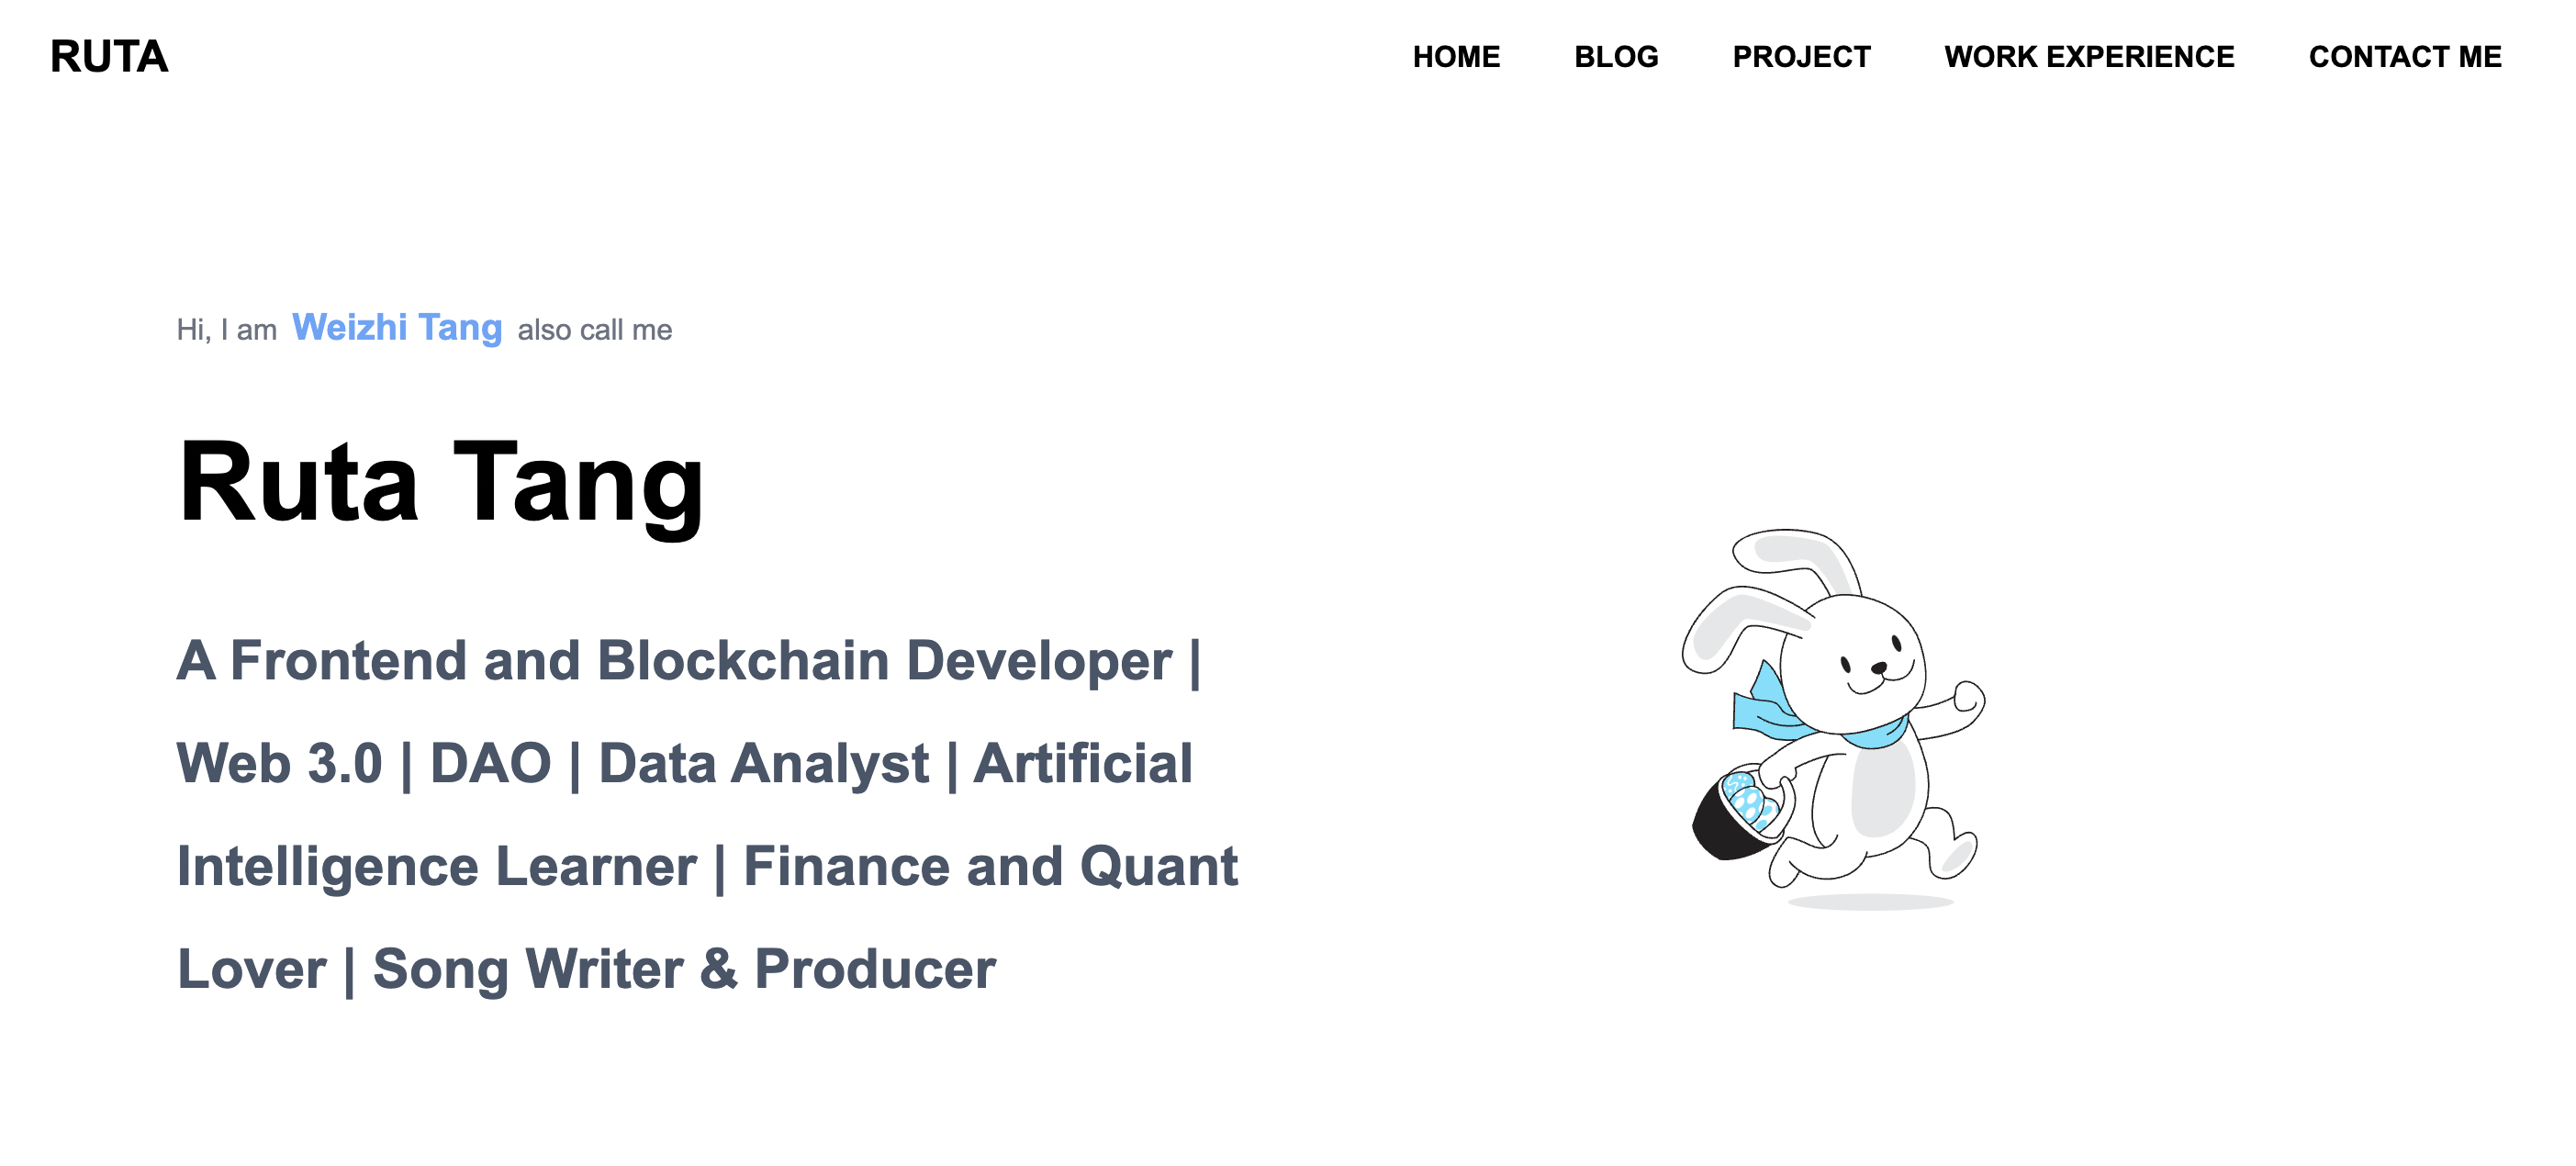 RUTA
HOME BLOG PROJECT WORK EXPERIENCE CONTACT ME
Hi, I am Weizhi Tang also call me
Ruta Tang
A Frontend and Blockchain Developer |
Web 3.0 | DAO | Data Analyst | Artificial
Intelligence Learner | Finance and Quant
Lover | Song Writer & Producer